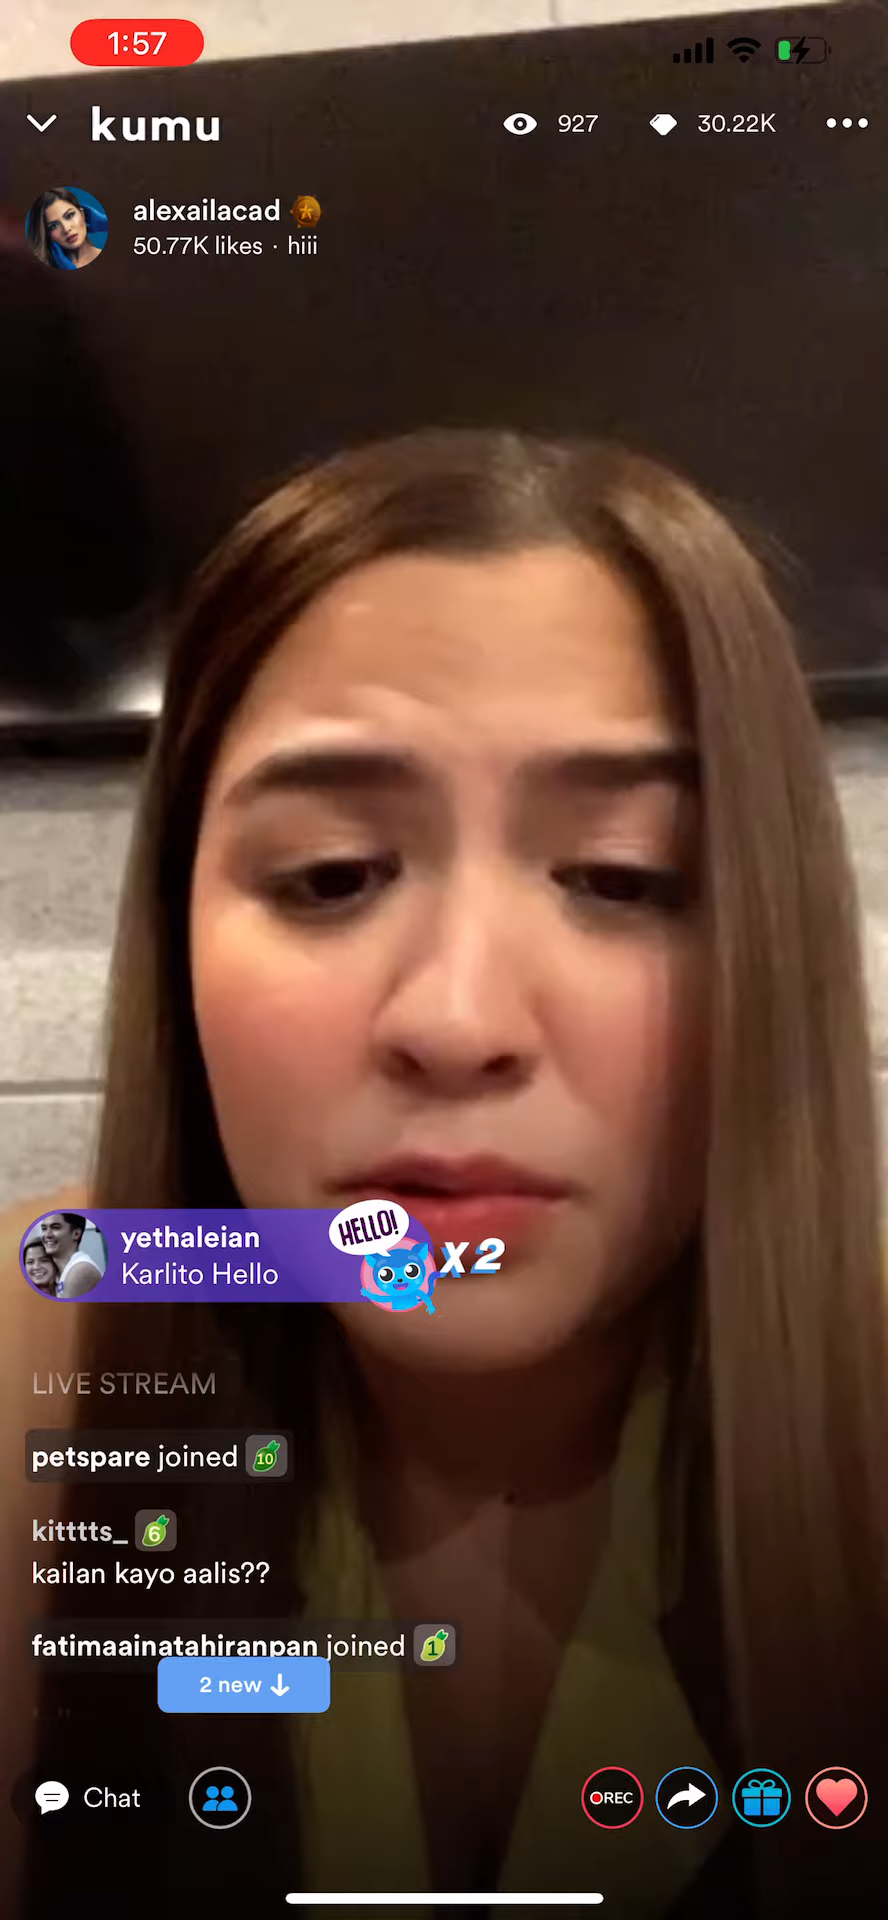 1:57
kumu
927
30.22K
alexailacad
50.77K likes · hiii
HELLO!
yethaleian
Karlito Hello
x2
LIVE STREAM
petspare joined 10
kitttts_ 6
kailan kayo aalis??
fatimaainatahiranpan joined 1
2 new
Chat
REC